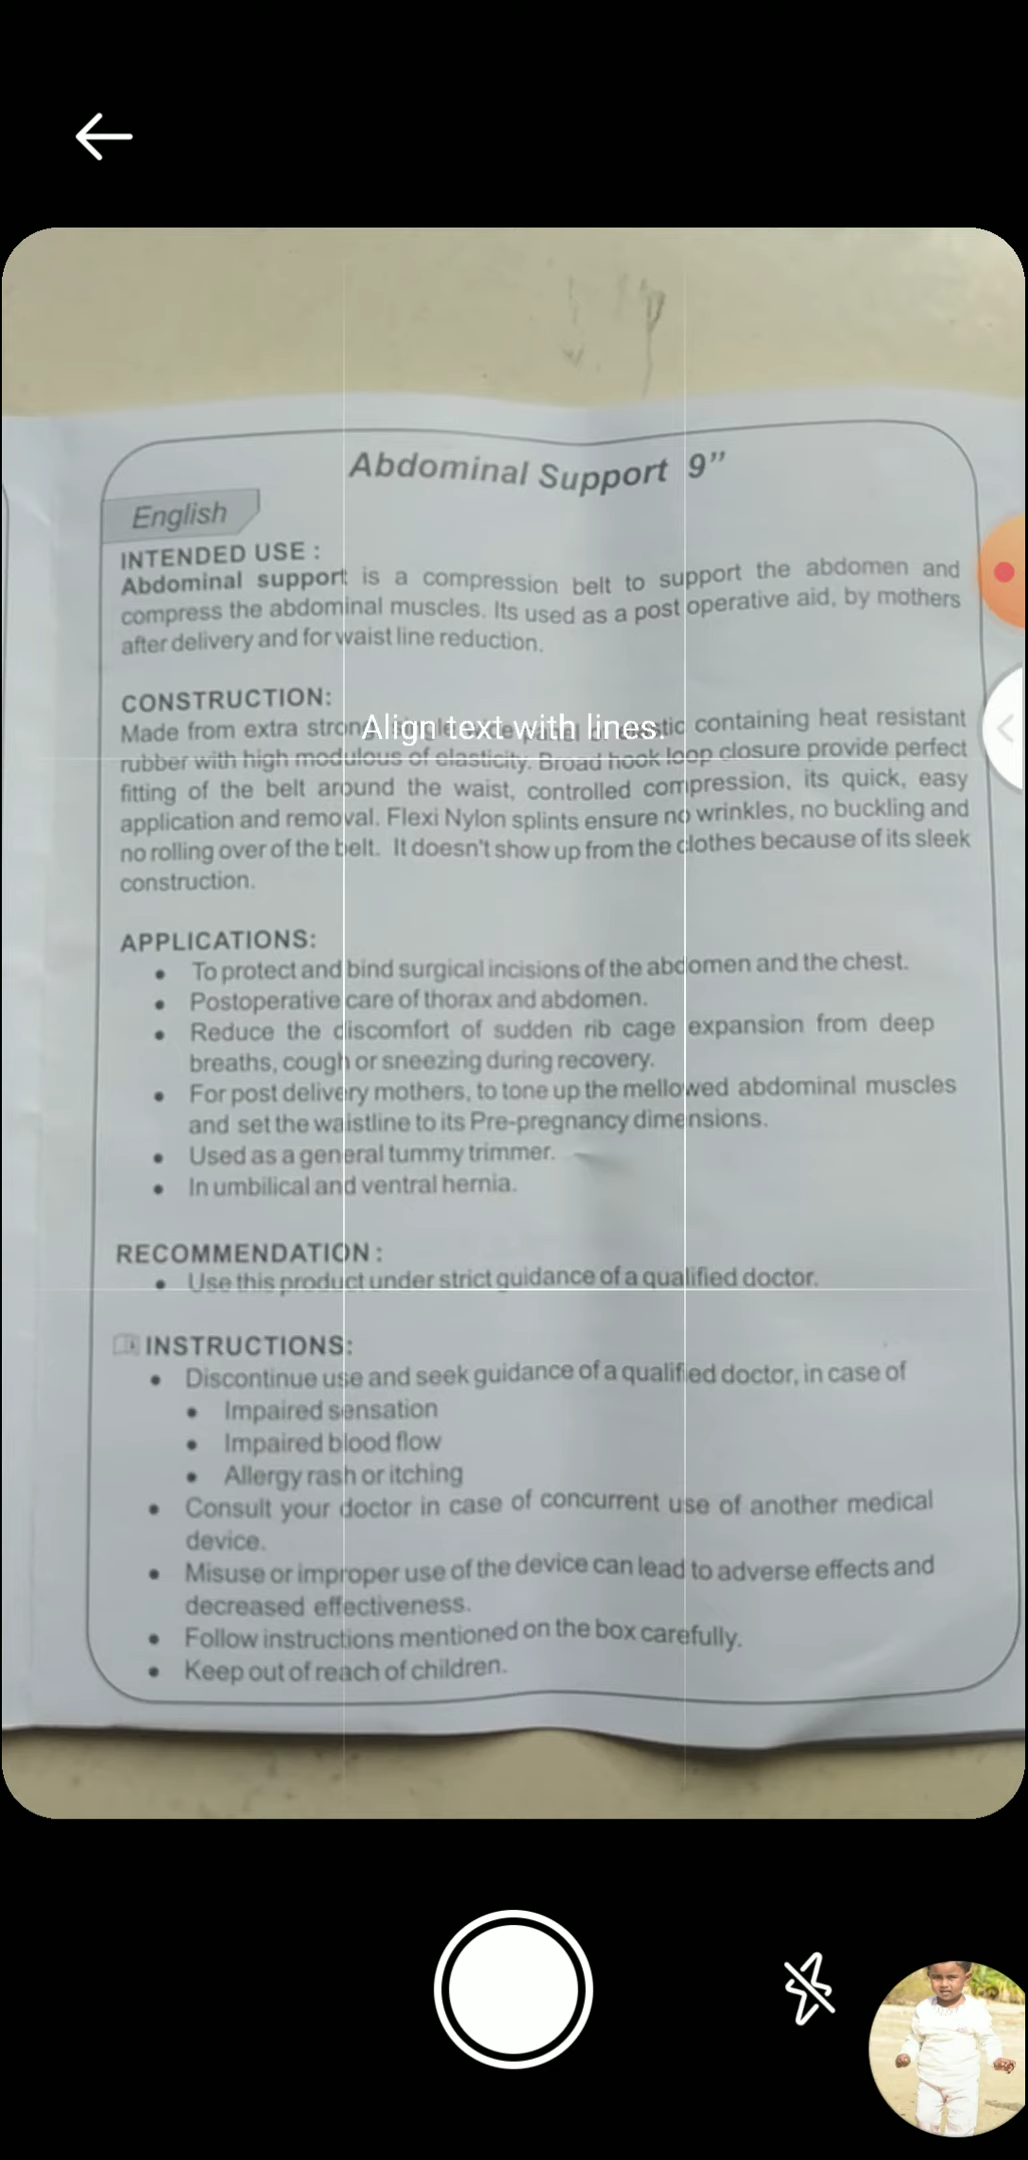 Abdominal Support 9”
English
INTENDED USE :
Abdominal support is a compression belt to support the abdomen and
compress the abdominal muscles. Its used as a post operative aid, by mothers
after delivery and for waist line reduction.
CONSTRUCTION:
Made from extra strong containing heat resistant
Align text with lines.
rubber with high modulous of elasticity. Broad hook loop closure provide perfect
fitting of the belt around the waist, controlled compression, its quick, easy
application and removal. Flexi Nylon splints ensure no wrinkles, no buckling and
no rolling over of the belt. It doesn't show up from the clothes because of its sleek
construction.
APPLICATIONS:
• To protect and bind surgical incisions of the abdomen and the chest.
• Postoperative care of thorax and abdomen.
• Reduce the discomfort of sudden rib cage expansion from deep
breaths, cough or sneezing during recovery.
• For post delivery mothers, to tone up the mellowed abdominal muscles
and set the waistline to its Pre-pregnancy dimensions.
• Used as a general tummy trimmer.
• In umbilical and ventral hernia.
RECOMMENDATION :
• Use this product under strict guidance of a qualified doctor.
INSTRUCTIONS:
• Discontinue use and seek guidance of a qualified doctor, in case of
• Impaired sensation
• Impaired blood flow
• Allergy rash or itching
• Consult your doctor in case of concurrent use of another medical
device.
• Misuse or improper use of the device can lead to adverse effects and
decreased effectiveness.
• Follow instructions mentioned on the box carefully.
• Keep out of reach of children.